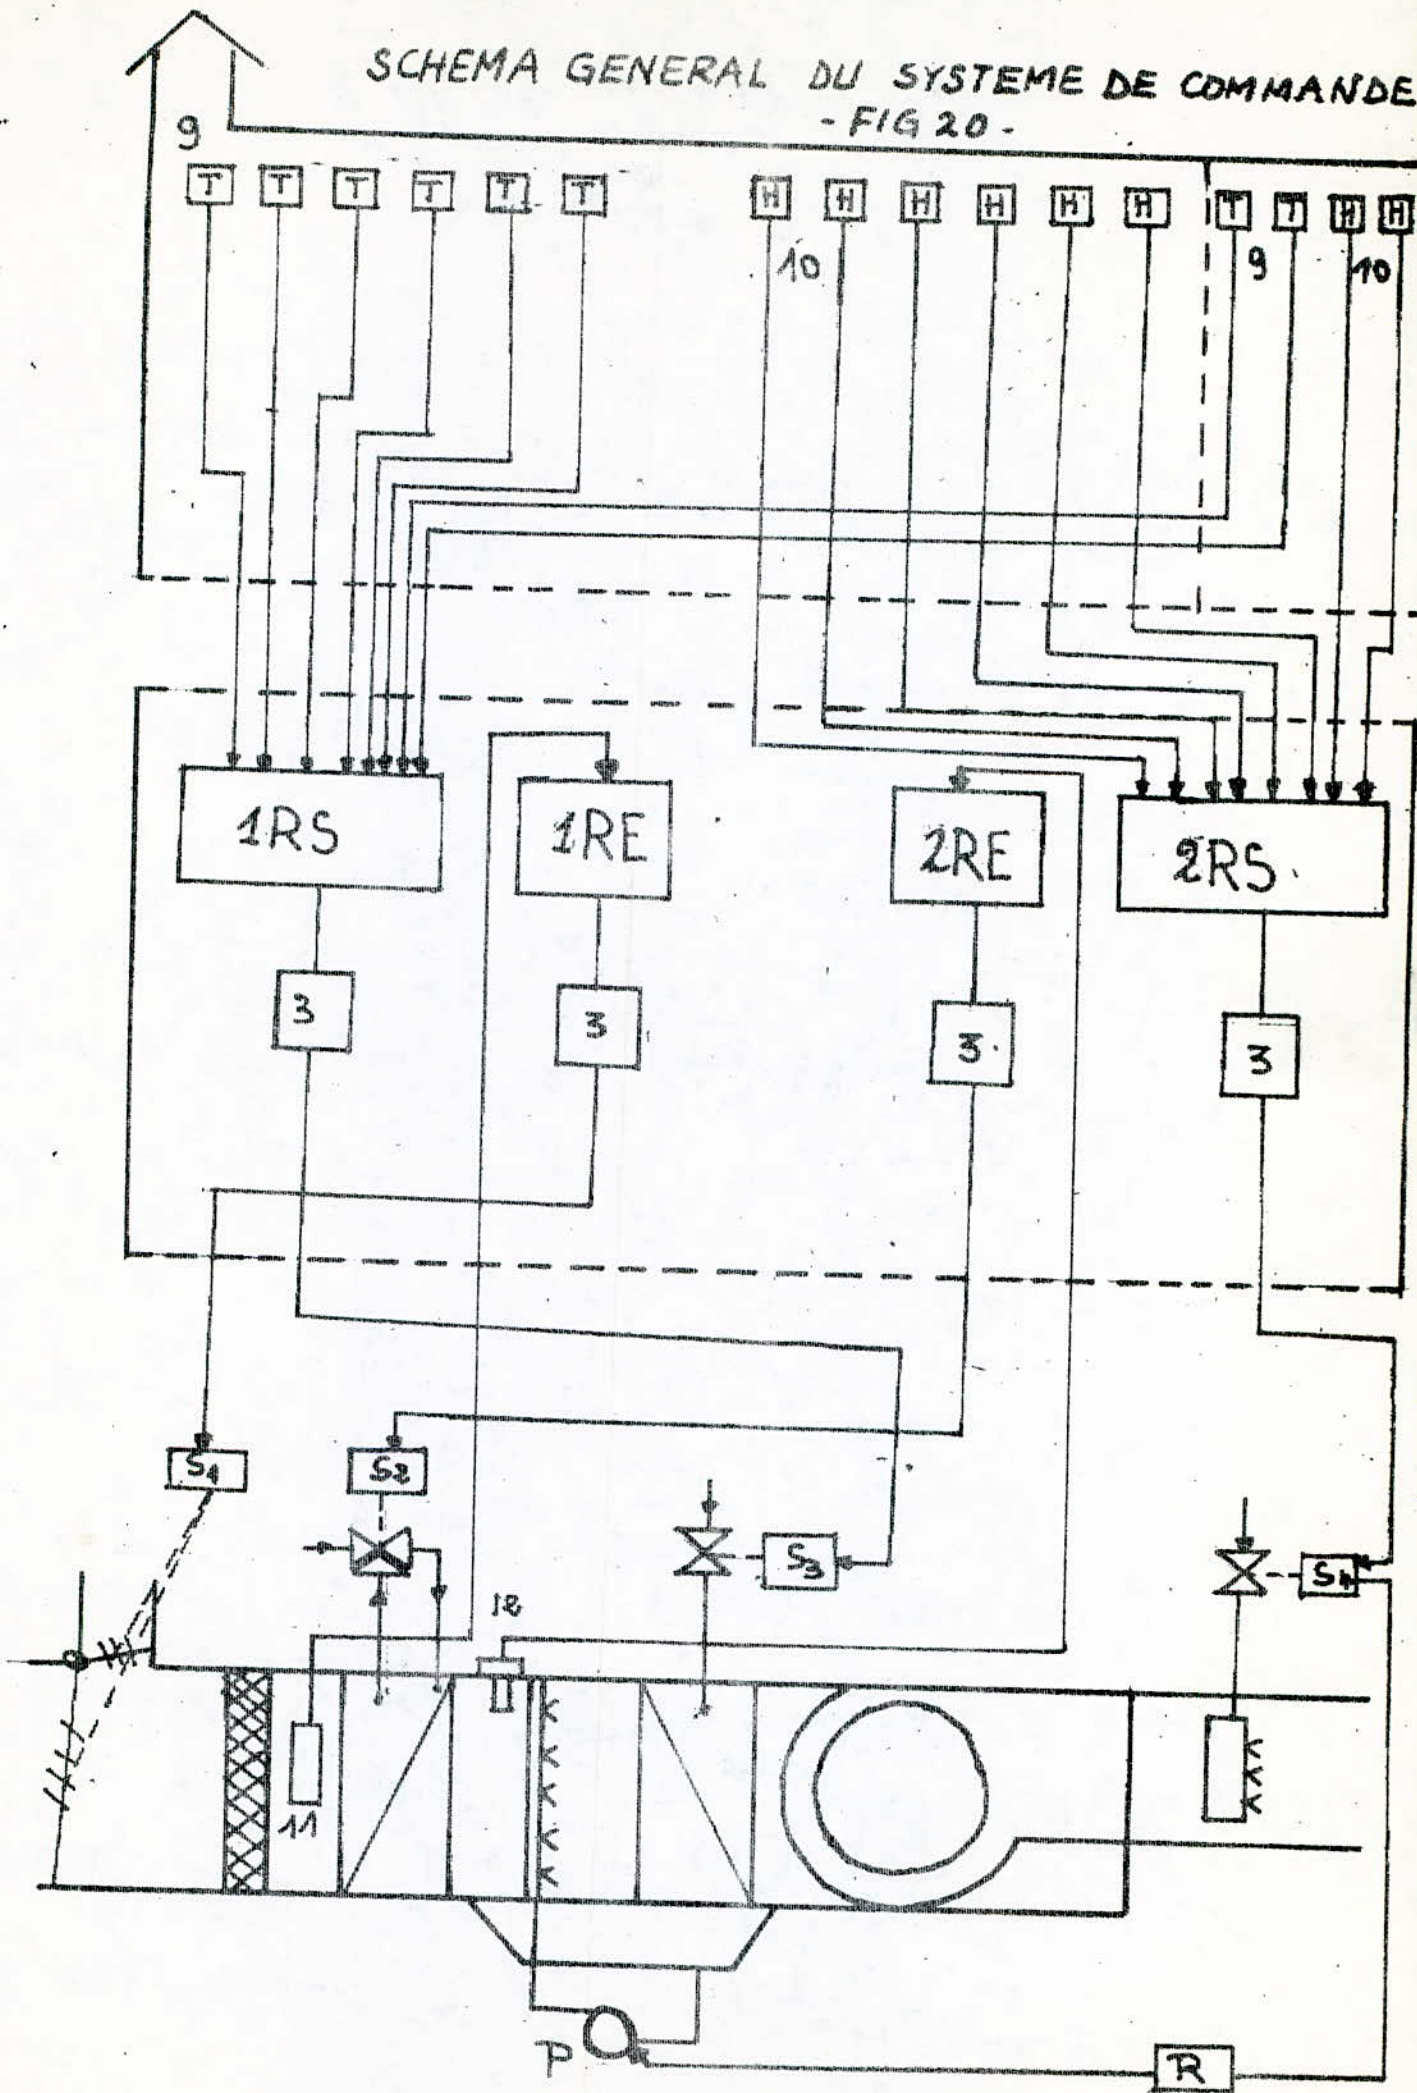 SCHEMA GENERAL DU SYSTEME DE COMMANDE
- FIG 20 -
9
T T T T T T H H H H H H T T H H
10 9 10
1RS 1RE 2RE 2RS.
3 3 3. 3
S1 S2
S3 S4
12
11
P
R